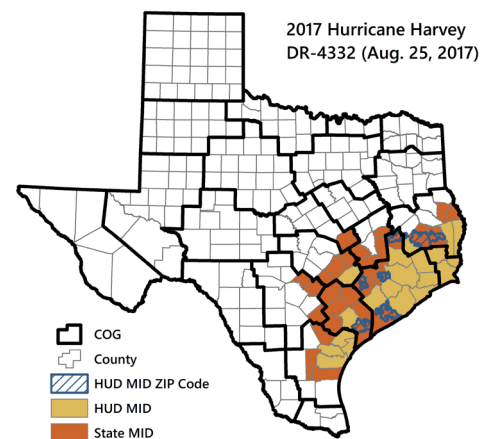 2017 Hurricane Harvey
DR-4332 (Aug. 25, 2017)
COG
County
HUD MID ZIP Code
HUD MID
State MID